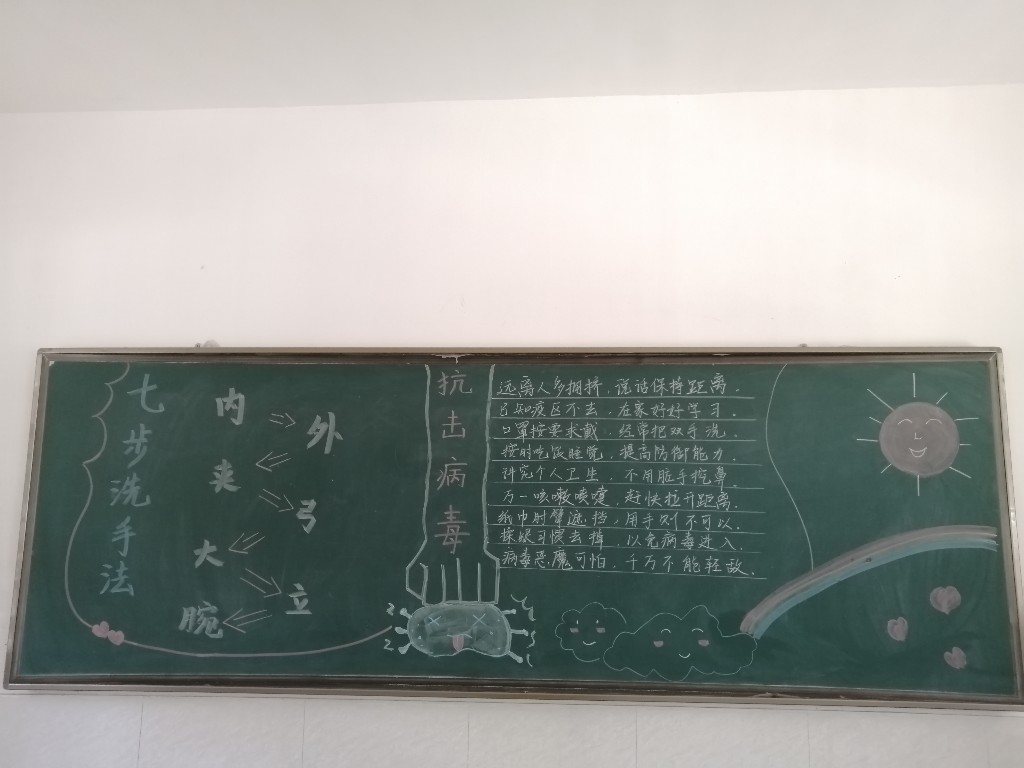 七步洗手法
内
外
夹
弓
大
立
腕
抗击病毒
远离人多拥挤，说话保持距离．
已知疫区不去．在家好好学习．
口罩按要求戴．经常把双手洗．
按时吃饭睡觉，提高防御能力．
科究个人卫生．不用脏手挖鼻．
万一咳嗽喷嚏 赶快拉开距离．
纸巾肘臂遮挡．用手则不可以．
揉眼习惯去掉．以免病毒进入．
病毒恶魔可怕．千万不能轻敌．